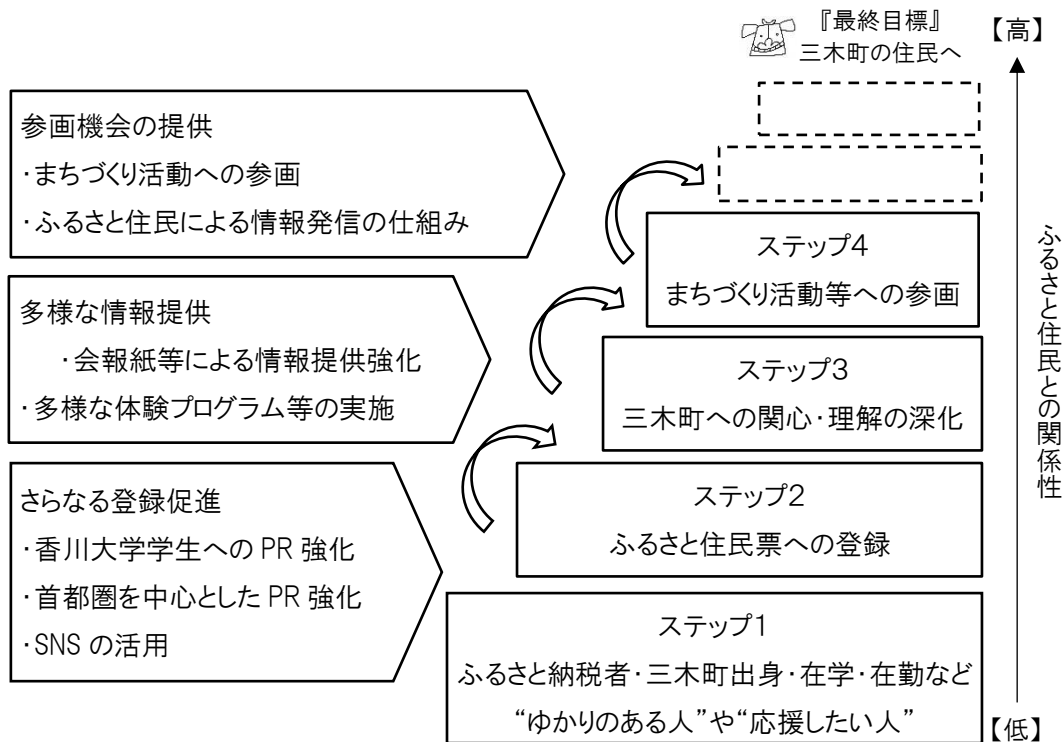 『最終目標』
三木町の住民へ
【高】
参画機会の提供
・まちづくり活動への参画
・ふるさと住民による情報発信の仕組み
ステップ4
まちづくり活動等への参画
多様な情報提供
・会報紙等による情報提供強化
・多様な体験プログラム等の実施
ステップ3
三木町への関心・理解の深化
さらなる登録促進
・香川大学学生への PR 強化
・首都圏を中心とした PR 強化
・SNS の活用
ステップ2
ふるさと住民票への登録
ステップ1
ふるさと納税者・三木町出身・在学・在勤など
“ゆかりのある人”や“応援したい人”
ふるさと住民との関係性
【低】